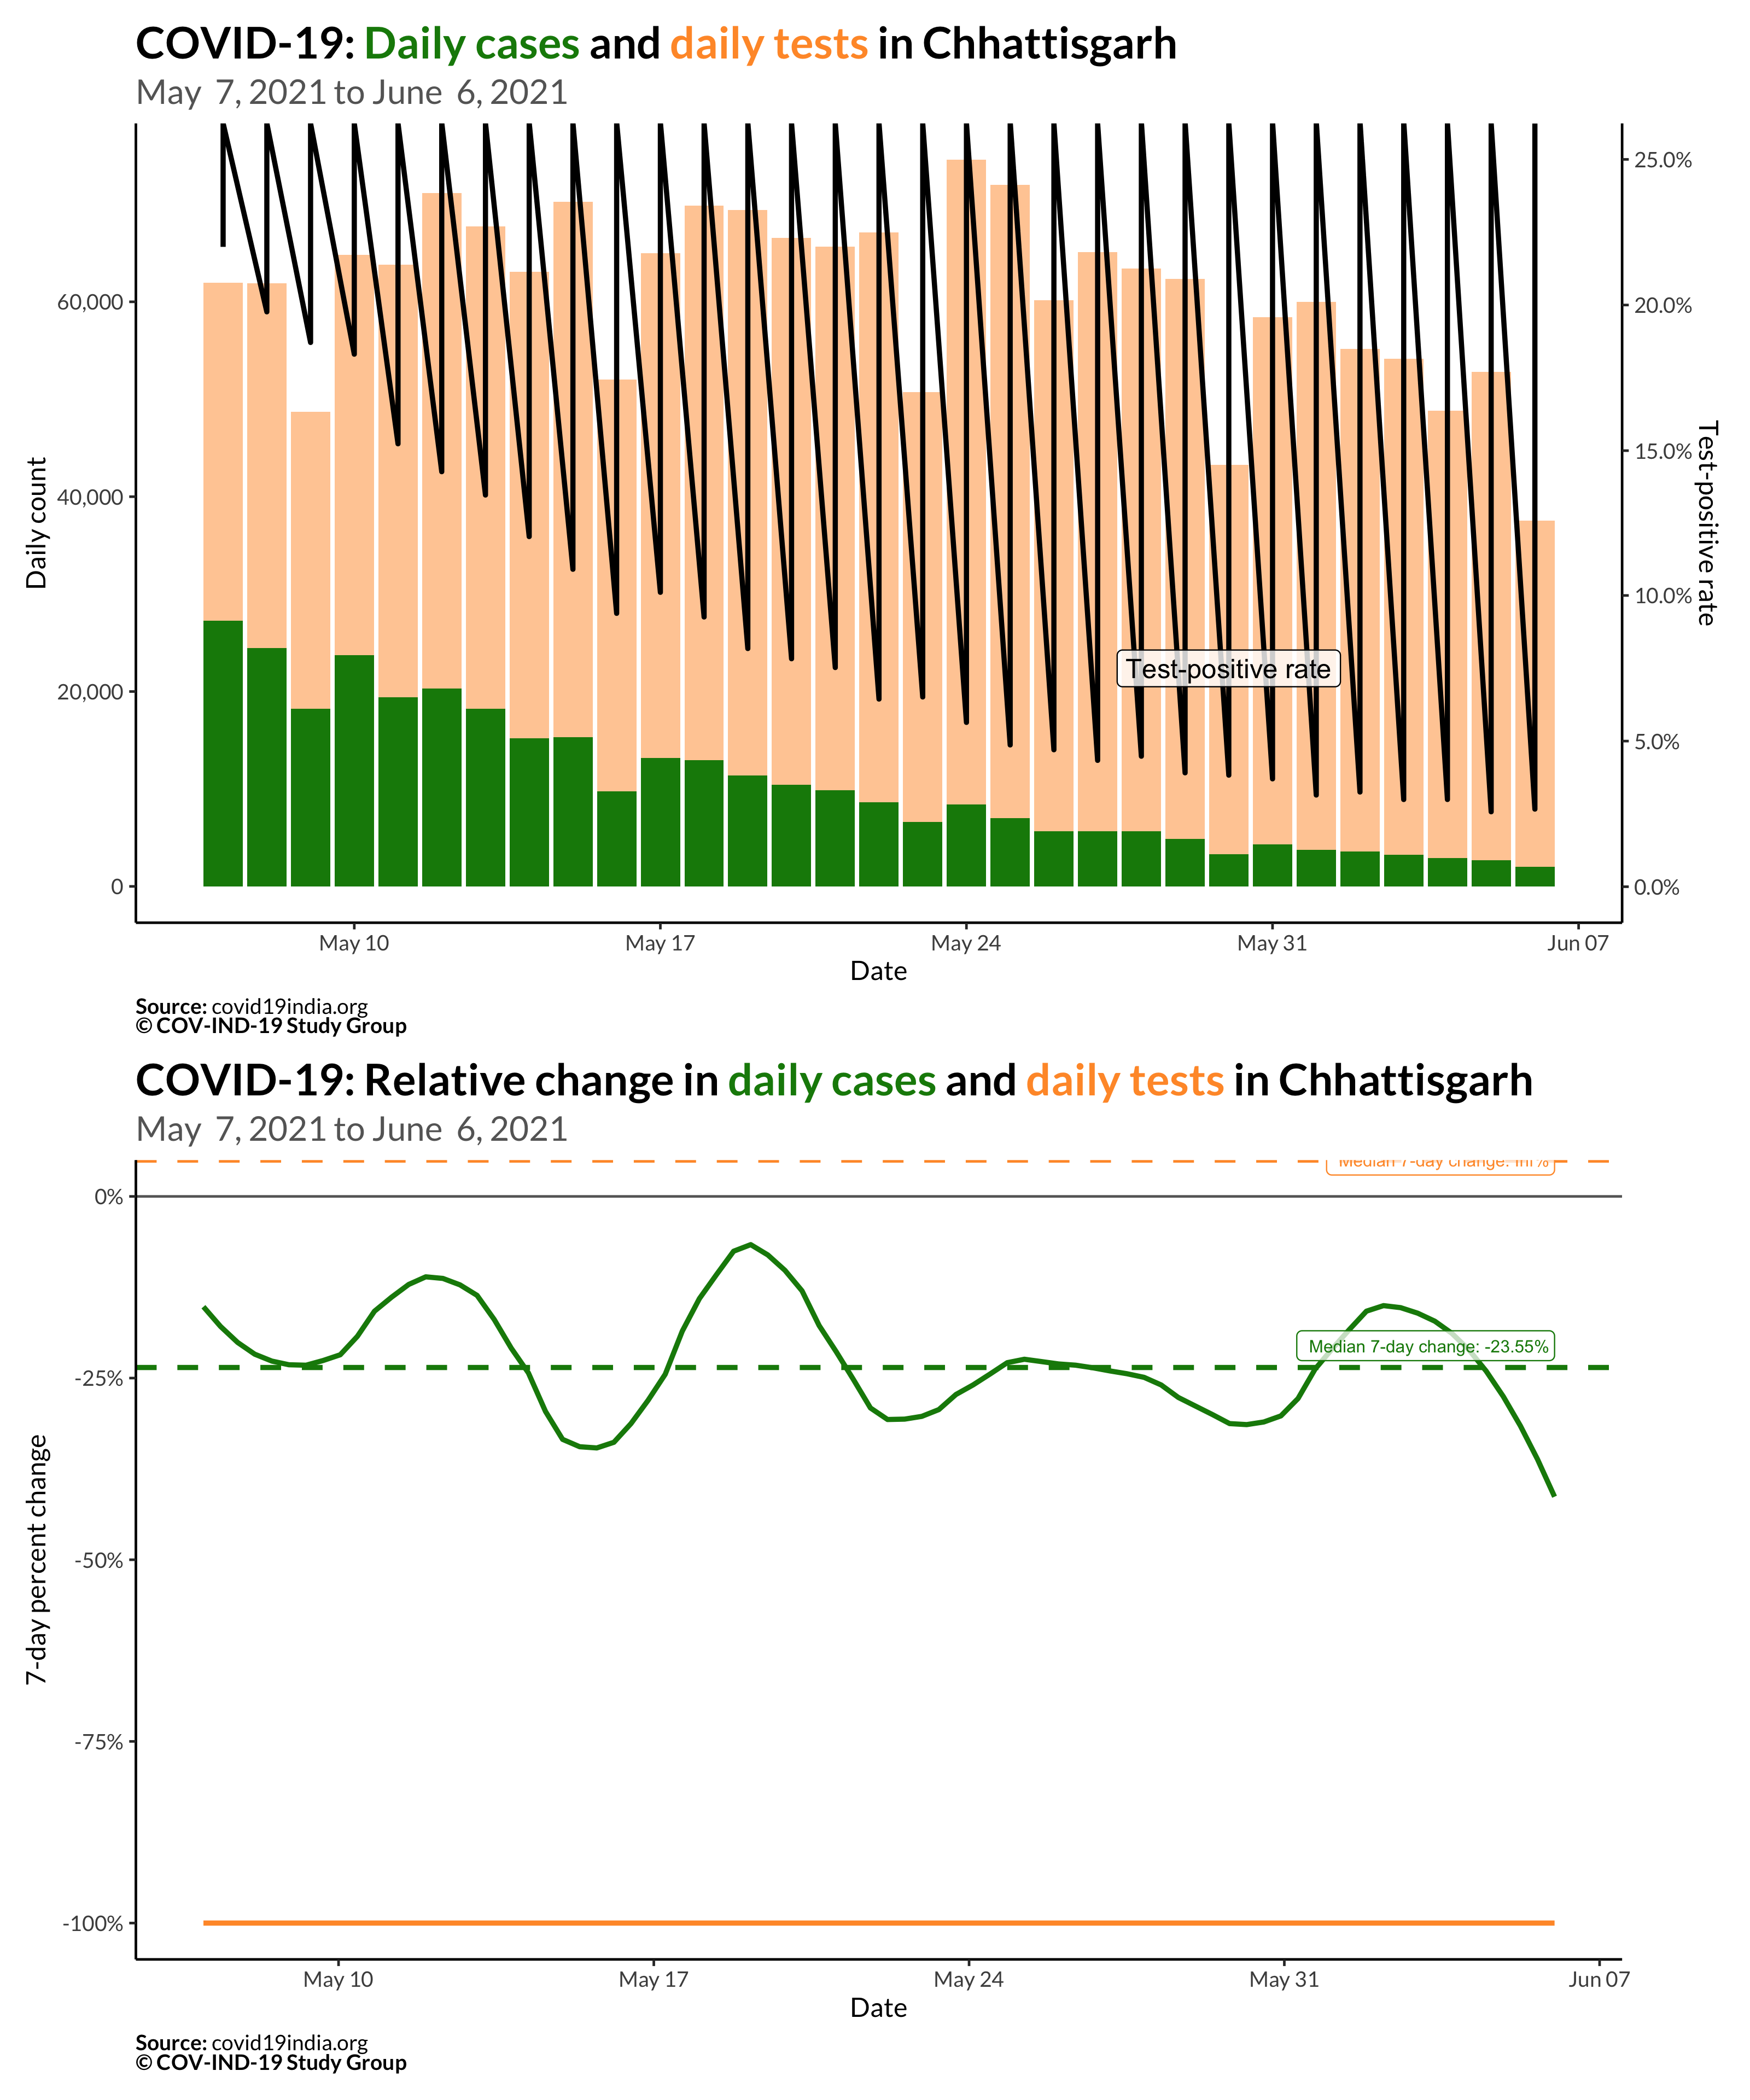 COVID-19: Daily cases and daily tests in Chhattisgarh
May 7, 2021 to June 6, 2021
60,000
40,000
20,000
0
Daily count
25.0%
20.0%
15.0%
10.0%
5.0%
0.0%
Test-positive rate
Test-positive rate
May 10
May 17
May 24
May 31
Jun 07
Date
Source: covid19india.org
© COV-IND-19 Study Group
COVID-19: Relative change in daily cases and daily tests in Chhattisgarh
May 7, 2021 to June 6, 2021
Median 7-day change: Inf%
0%
-25%
-50%
-75%
-100%
7-day percent change
Median 7-day change: -23.55%
May 10
May 17
May 24
May 31
Jun 07
Date
Source: covid19india.org
© COV-IND-19 Study Group